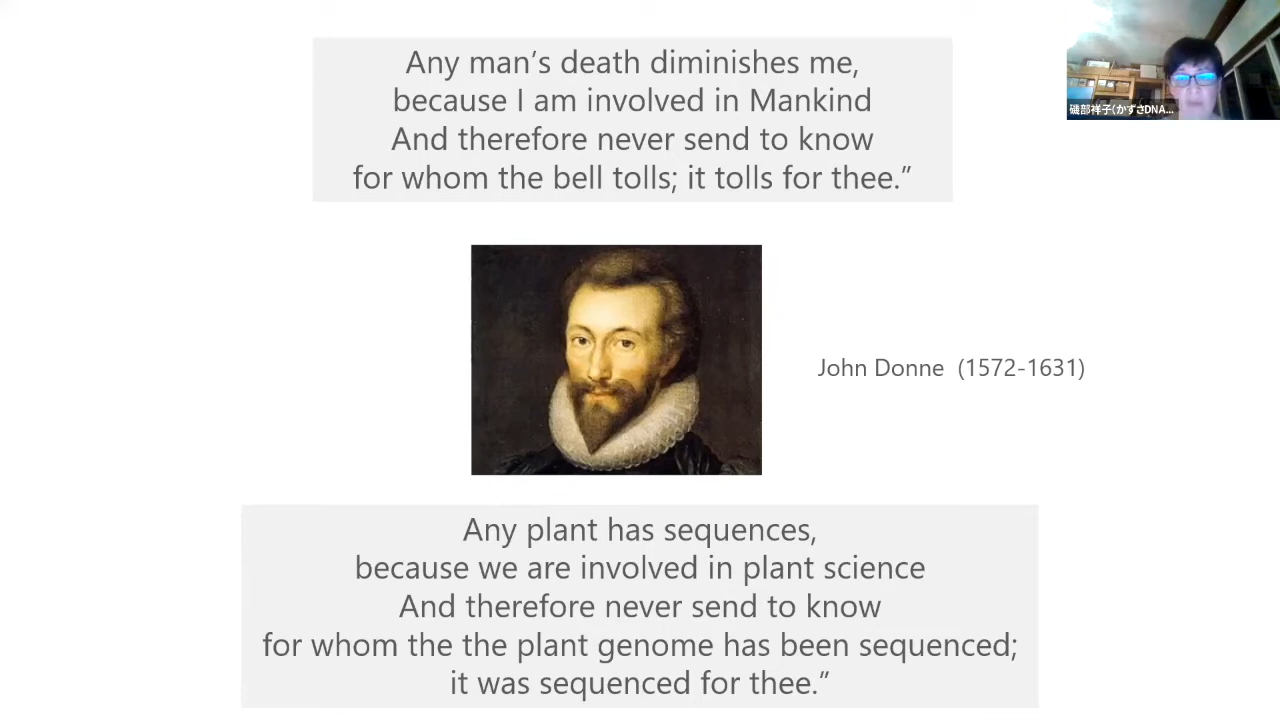 Any man’s death diminishes me,
because I am involved in Mankind
And therefore never send to know
for whom the bell tolls; it tolls for thee.”
磯部祥子(かずさDNA...
John Donne (1572-1631)
Any plant has sequences,
because we are involved in plant science
And therefore never send to know
for whom the the plant genome has been sequenced;
it was sequenced for thee.”